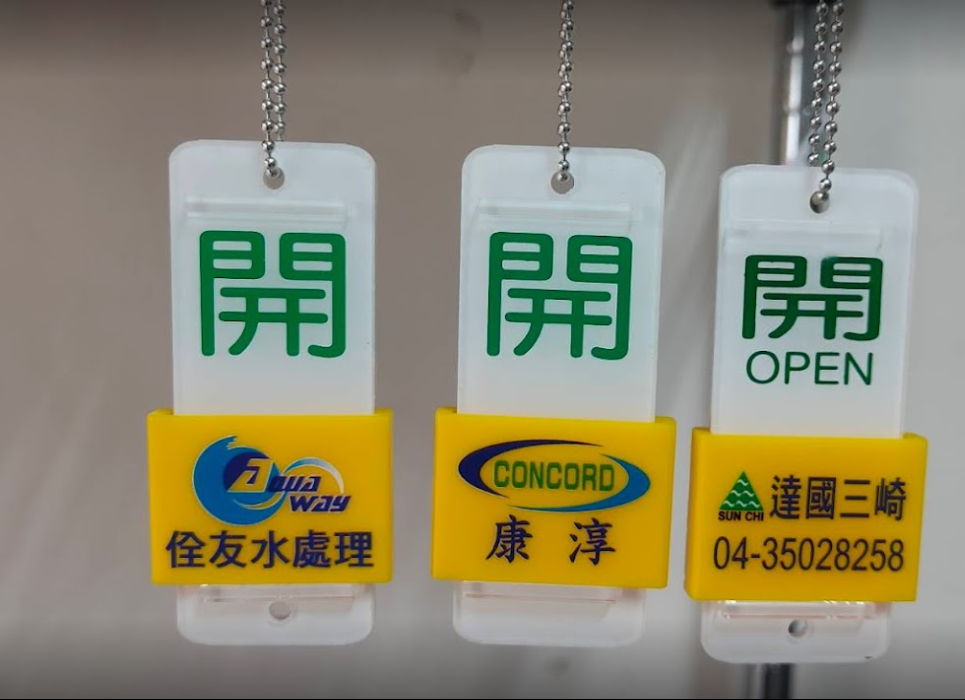 開
Aqua
Way
佺友水處理
開
CONCORD
康淳
開
OPEN
SUN CHI
達國三崎
04-35028258